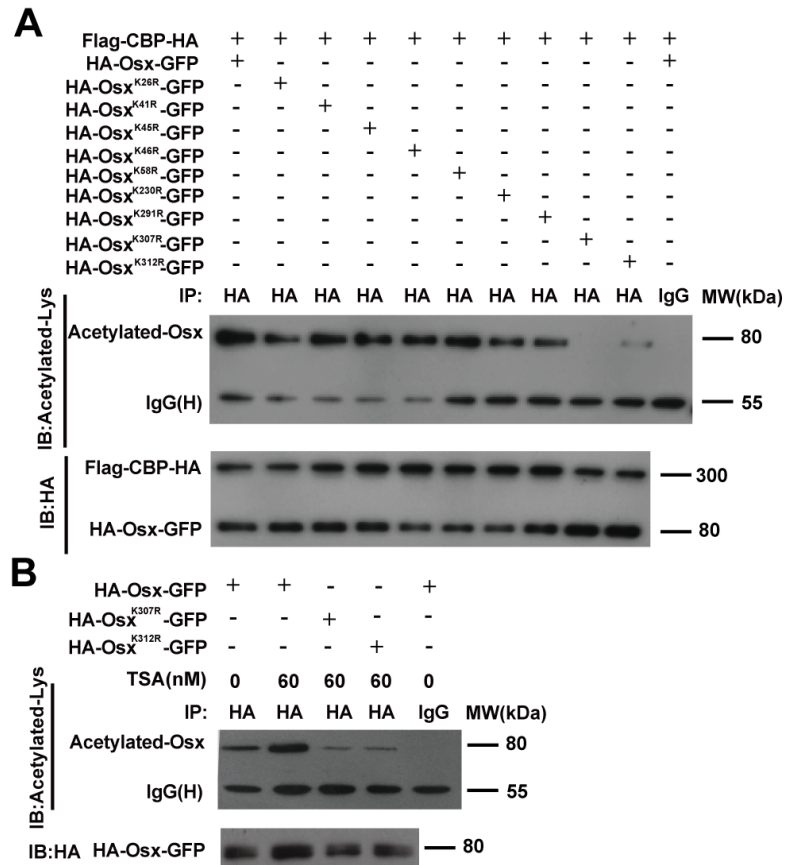 A
Flag-CBP-HA + + + + + + + + + + +
HA-Osx-GFP + - - - - - - - - - +
HA-OsxK26R-GFP - + - - - - - - - - -
HA-OsxK41R-GFP - - + - - - - - - - -
HA-OsxK45R-GFP - - - + - - - - - - -
HA-OsxK46R-GFP - - - - + - - - - - -
HA-OsxK58R-GFP - - - - - + - - - - -
HA-OsxK230R-GFP - - - - - - + - - - -
HA-OsxK291R-GFP - - - - - - - + - - -
HA-OsxK307R-GFP - - - - - - - - + - -
HA-OsxK312R-GFP - - - - - - - - - + -
IP: HA HA HA HA HA HA HA HA HA HA IgG MW(kDa)
IB:Acetylated-Lys
Acetylated-Osx 80
IgG(H) 55
IB:HA
Flag-CBP-HA 300
HA-Osx-GFP 80
B
HA-Osx-GFP + + - - +
HA-OsxK307R-GFP - - + - -
HA-OsxK312R-GFP - - - + -
TSA(nM) 0 60 60 60 0
IP: HA HA HA HA IgG MW(kDa)
IB:Acetylated-Lys
Acetylated-Osx 80
IgG(H) 55
IB:HA HA-Osx-GFP 80